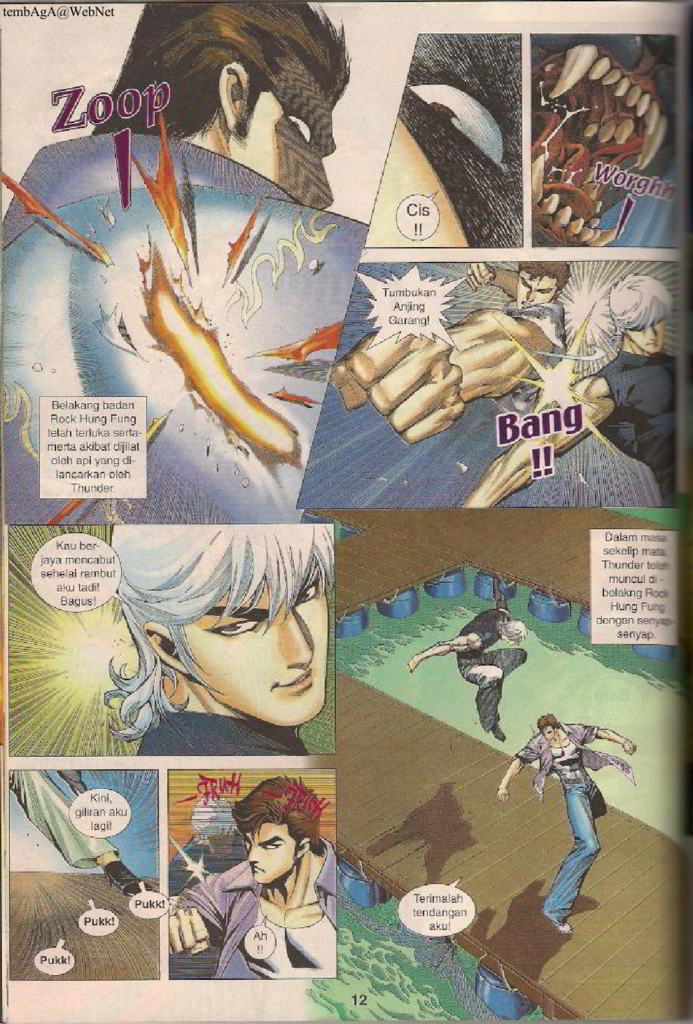 tembAgA@WebNet
Zoop
!
Cis
!!
Worghh
!
Belakang badan
Rock Hung Fung
telah terluka serta-
merta akibat dijilat
oleh api yang di-
lancarkan oleh
Thunder.
Tumbukan
Anjing
Garang!
Bang
!!
Kau ber-
jaya mencabut
sehelai rambut
aku tadi!
Bagus!
Dalam masa
sekelip mata,
Thunder telah
muncul di-
belakng Rock
Hung Fung
dengan senyap-
senyap.
Kini,
giliran aku
lagi!
Pukk!
Pukk!
Pukk!
Ah
!!
Terimalah
tendangan
aku!
12